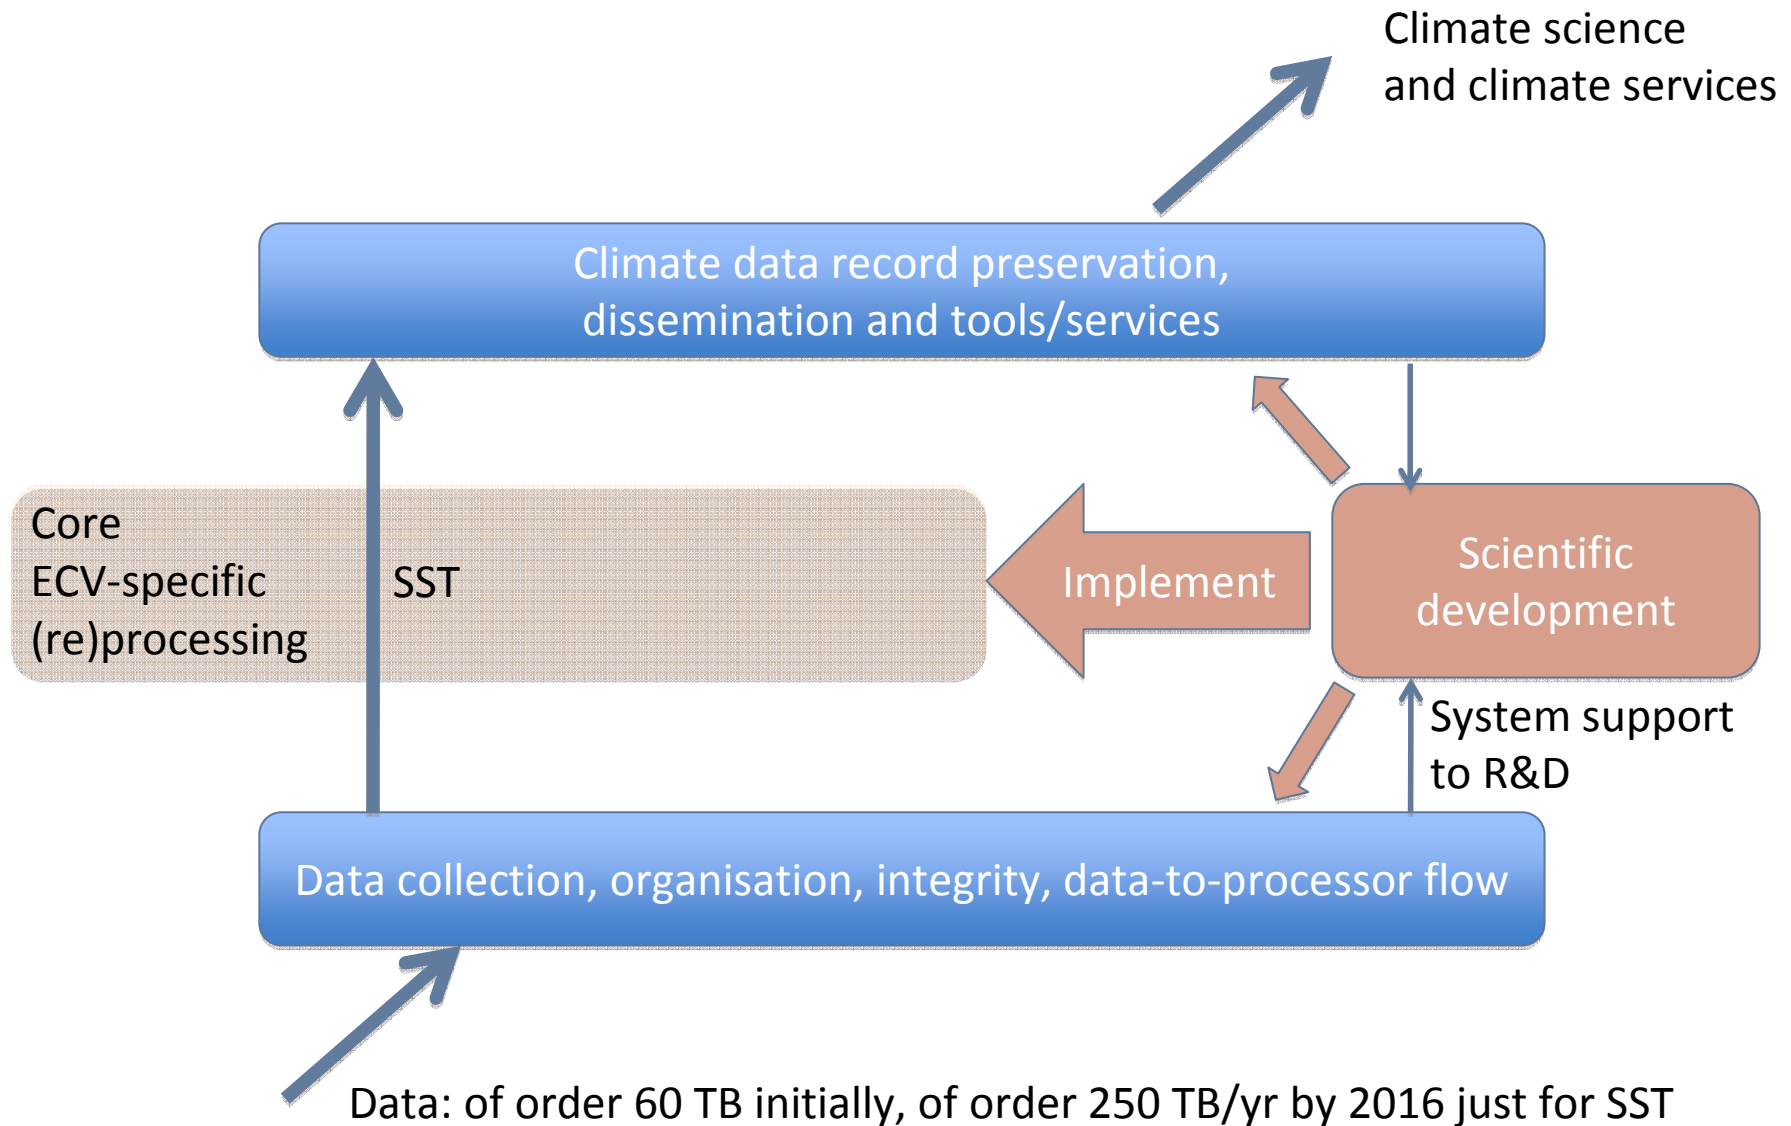 Climate science
and climate services
Climate data record preservation,
dissemination and tools/services
Core
ECV-specific
(re)processing
SST
Implement
Scientific
development
System support
to R&D
Data collection, organisation, integrity, data-to-processor flow
Data: of order 60 TB initially, of order 250 TB/yr by 2016 just for SST